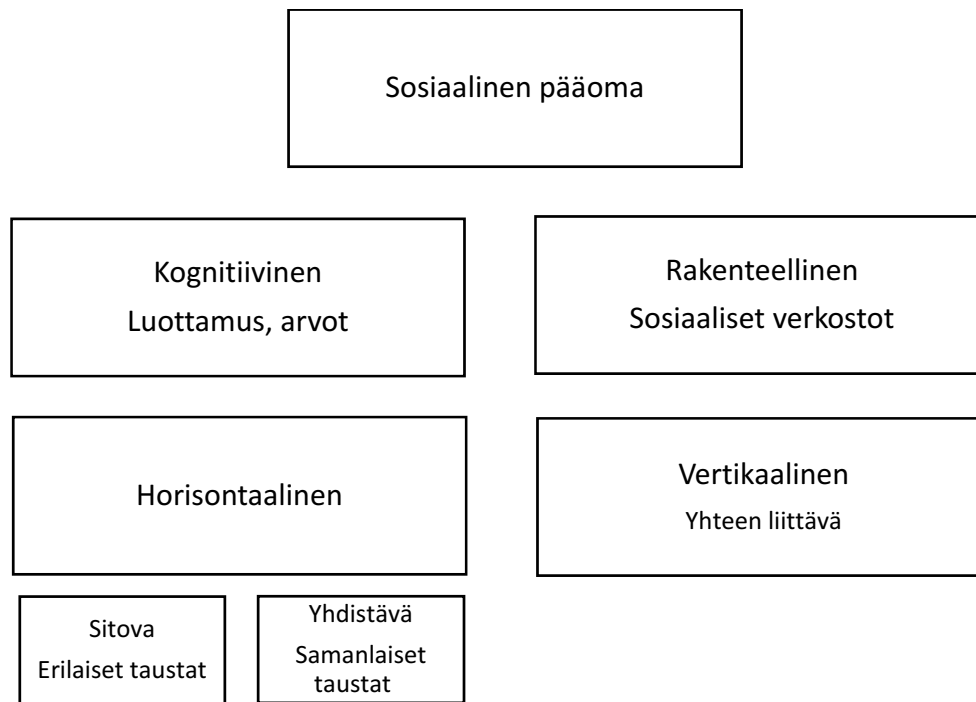 Sosiaalinen pääoma
Kognitiivinen
Luottamus, arvot
Rakenteellinen
Sosiaaliset verkostot
Horisontaalinen
Vertikaalinen
Yhteen liittävä
Sitova
Erilaiset taustat
Yhdistävä
Samanlaiset
taustat